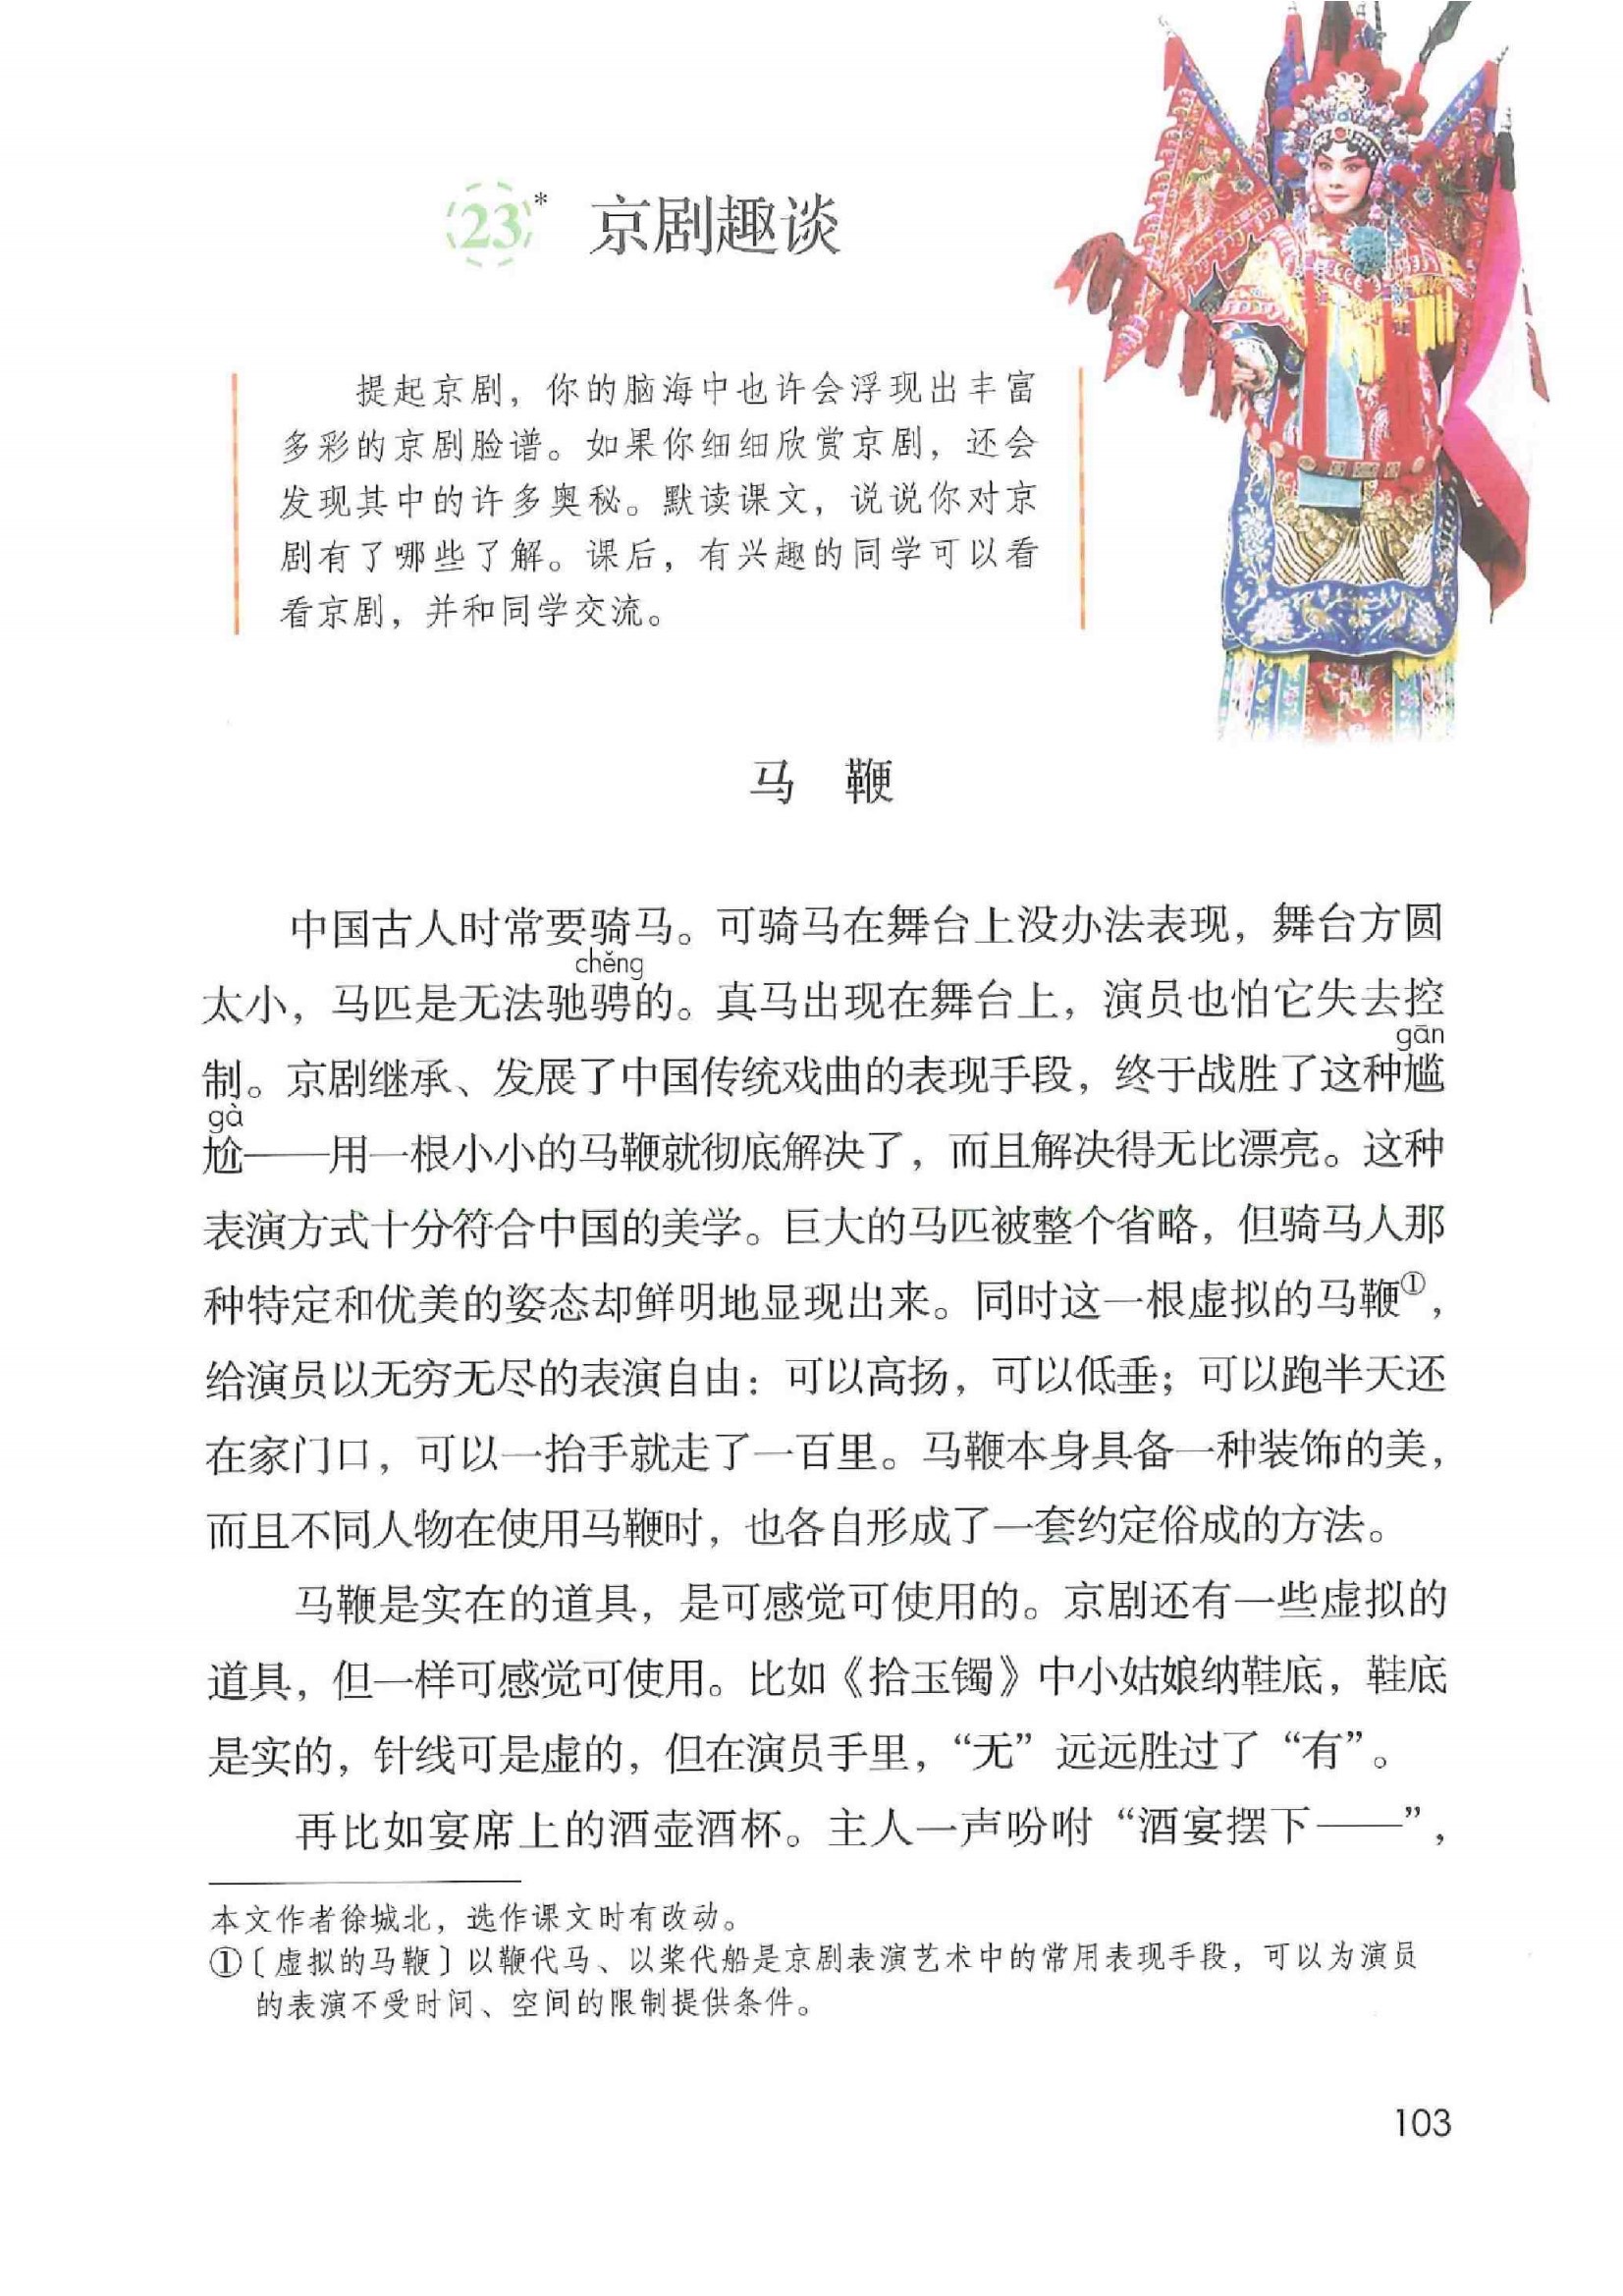 23* 京剧趣谈
提起京剧，你的脑海中也许会浮现出丰富
多彩的京剧脸谱。如果你细细欣赏京剧，还会
发现其中的许多奥秘。默读课文，说说你对京
剧有了哪些了解。课后，有兴趣的同学可以看
看京剧，并和同学交流。
马 鞭
中国古人时常要骑马。可骑马在舞台上没办法表现，舞台方圆
chěng
太小，马匹是无法驰骋的。真马出现在舞台上，演员也怕它失去控
gān
制。京剧继承、发展了中国传统戏曲的表现手段，终于战胜了这种尴
gà
尬——用一根小小的马鞭就彻底解决了，而且解决得无比漂亮。这种
表演方式十分符合中国的美学。巨大的马匹被整个省略，但骑马人那
种特定和优美的姿态却鲜明地显现出来。同时这一根虚拟的马鞭①，
给演员以无穷无尽的表演自由：可以高扬，可以低垂；可以跑半天还
在家门口，可以一抬手就走了一百里。马鞭本身具备一种装饰的美，
而且不同人物在使用马鞭时，也各自形成了一套约定俗成的方法。
马鞭是实在的道具，是可感觉可使用的。京剧还有一些虚拟的
道具，但一样可感觉可使用。比如《拾玉镯》中小姑娘纳鞋底，鞋底
是实的，针线可是虚的，但在演员手里，“无”远远胜过了“有”。
再比如宴席上的酒壶酒杯。主人一声吩咐“酒宴摆下——”，
本文作者徐城北，选作课文时有改动。
①〔虚拟的马鞭〕以鞭代马、以桨代船是京剧表演艺术中的常用表现手段，可以为演员
的表演不受时间、空间的限制提供条件。
103